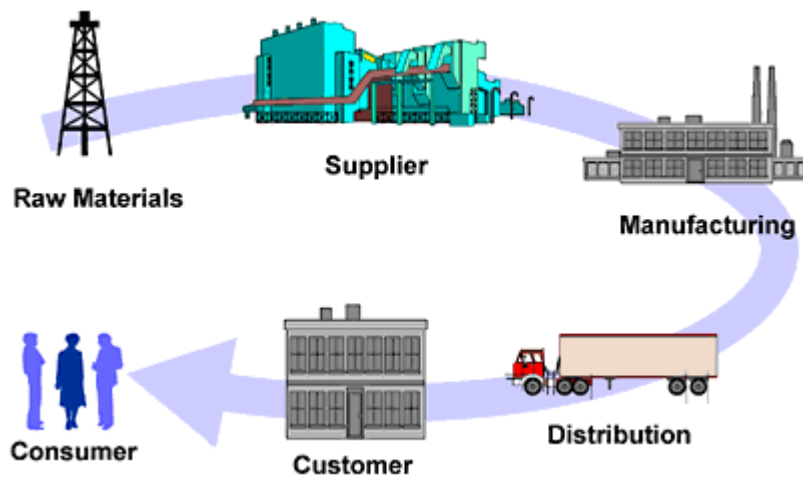 Raw Materials
Supplier
Manufacturing
Distribution
Customer
Consumer